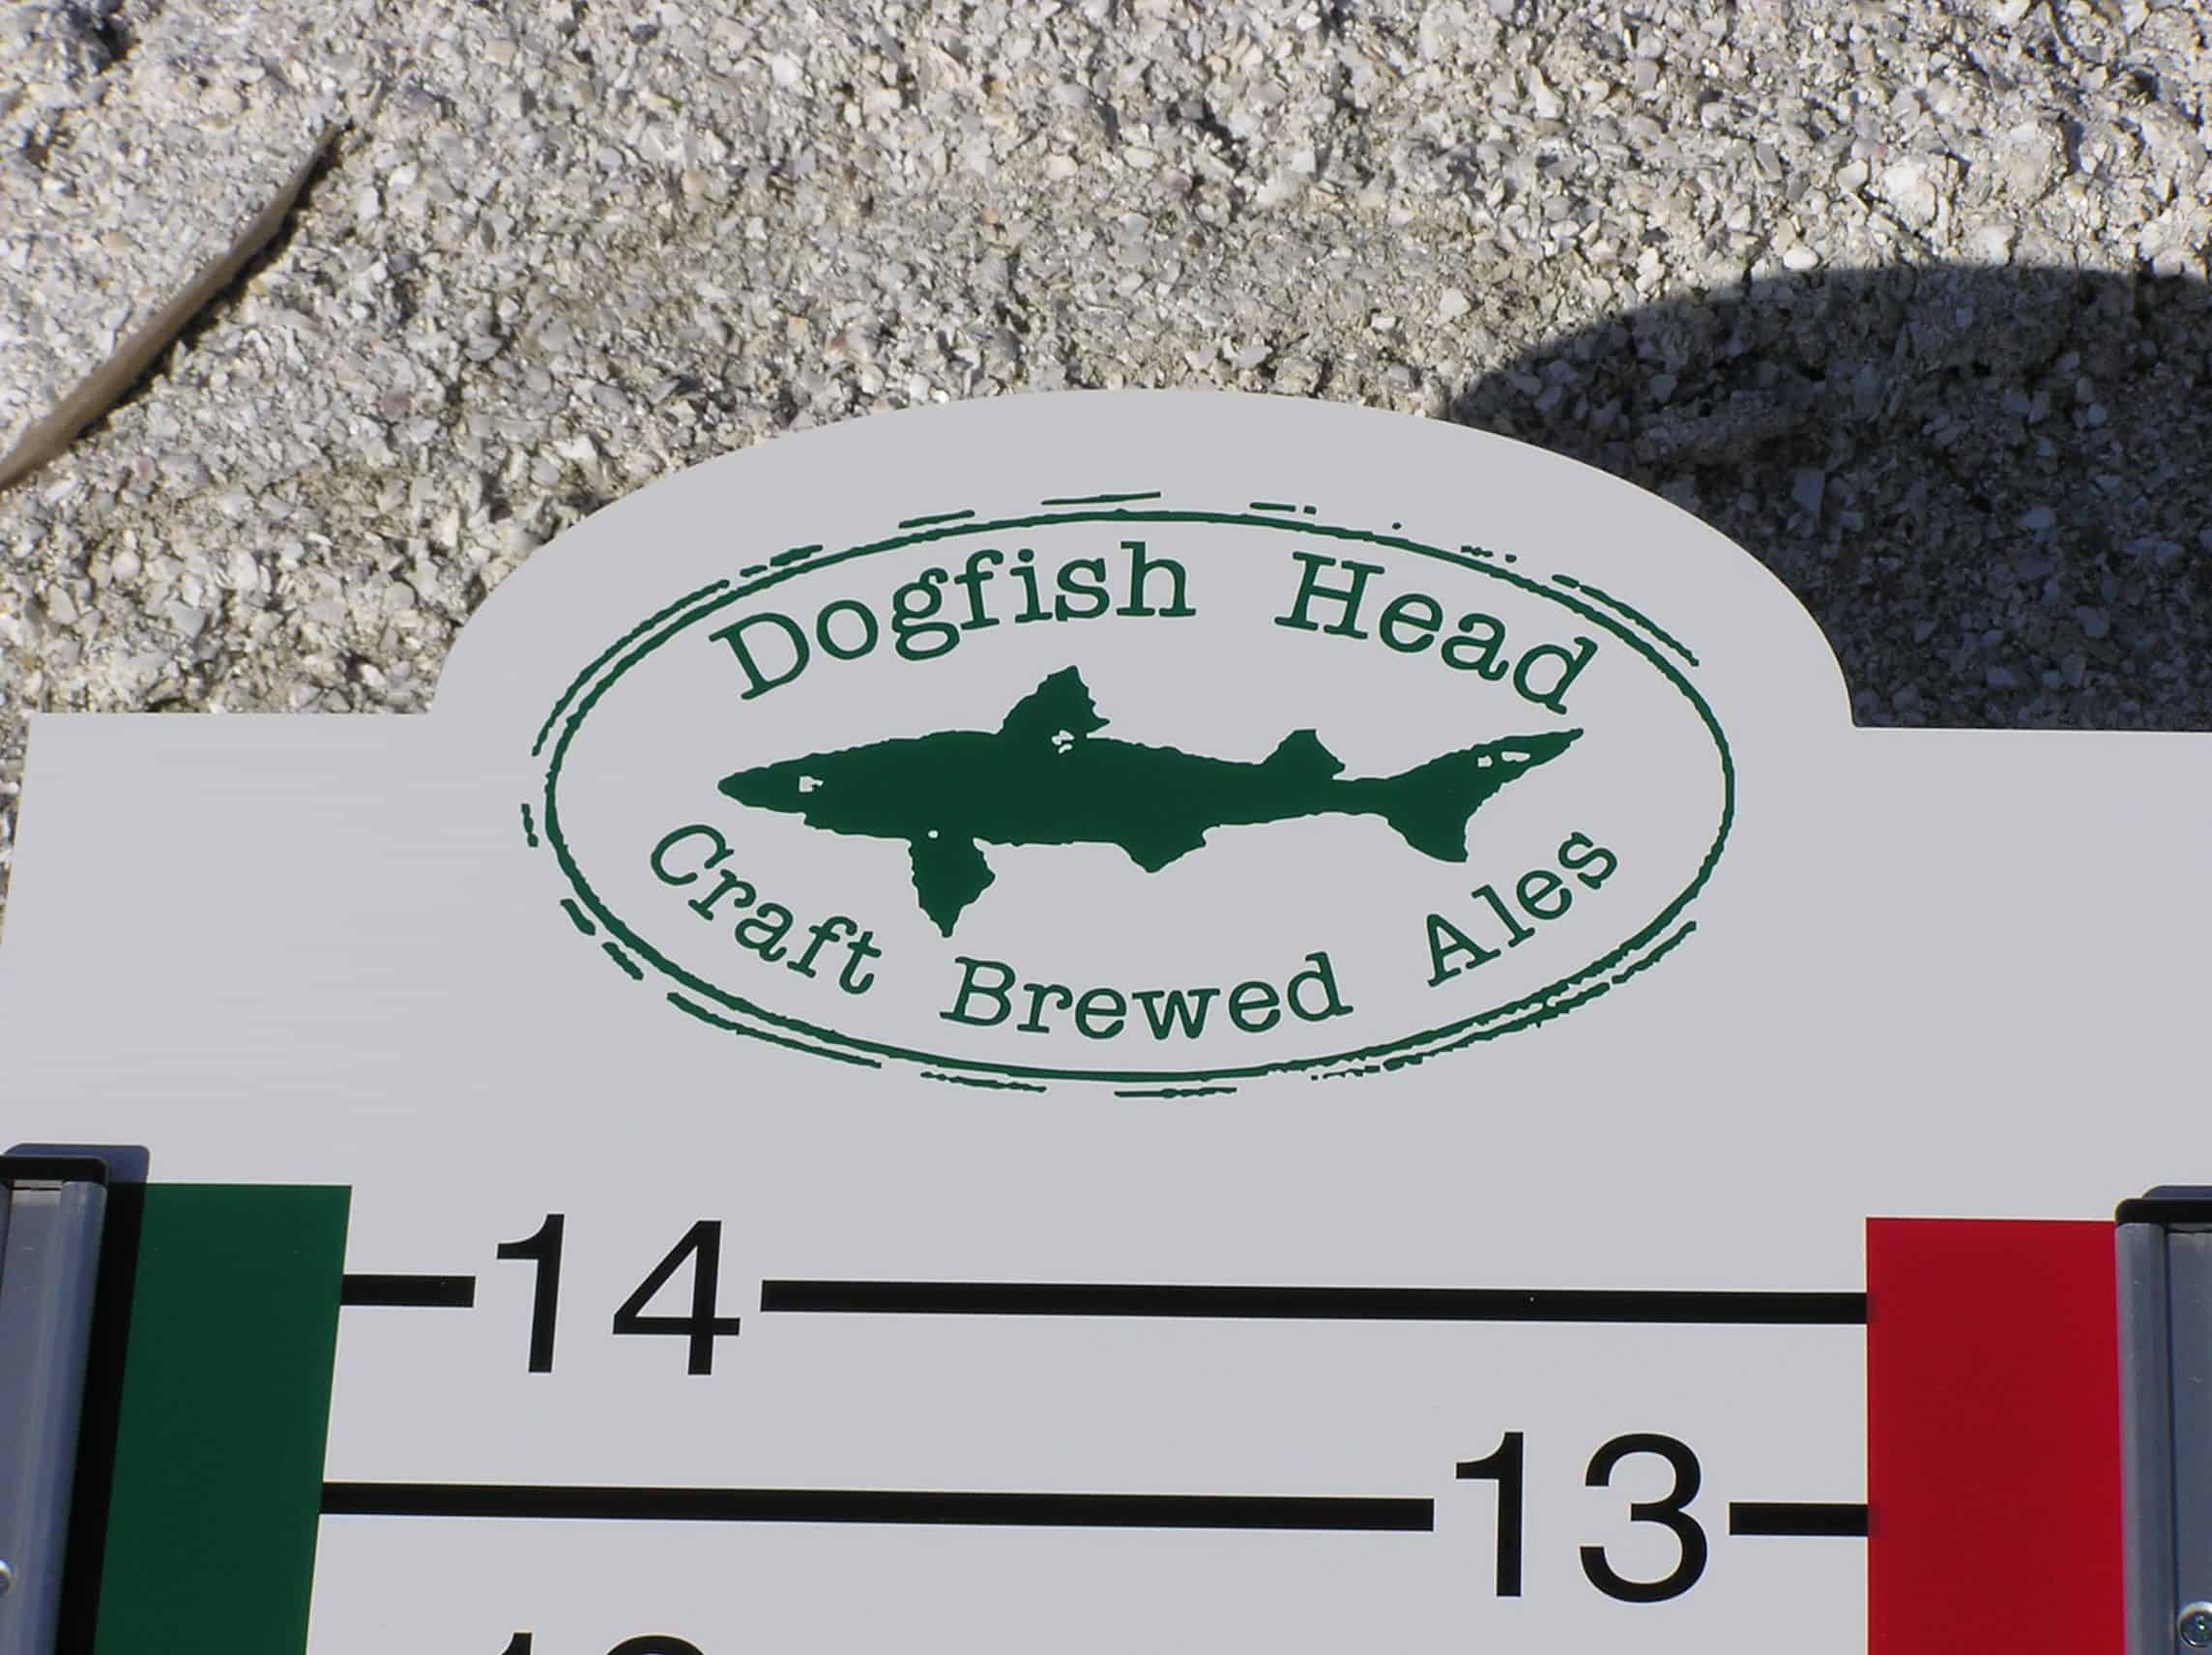 Dogfish Head
Craft Brewed Ales
14
13